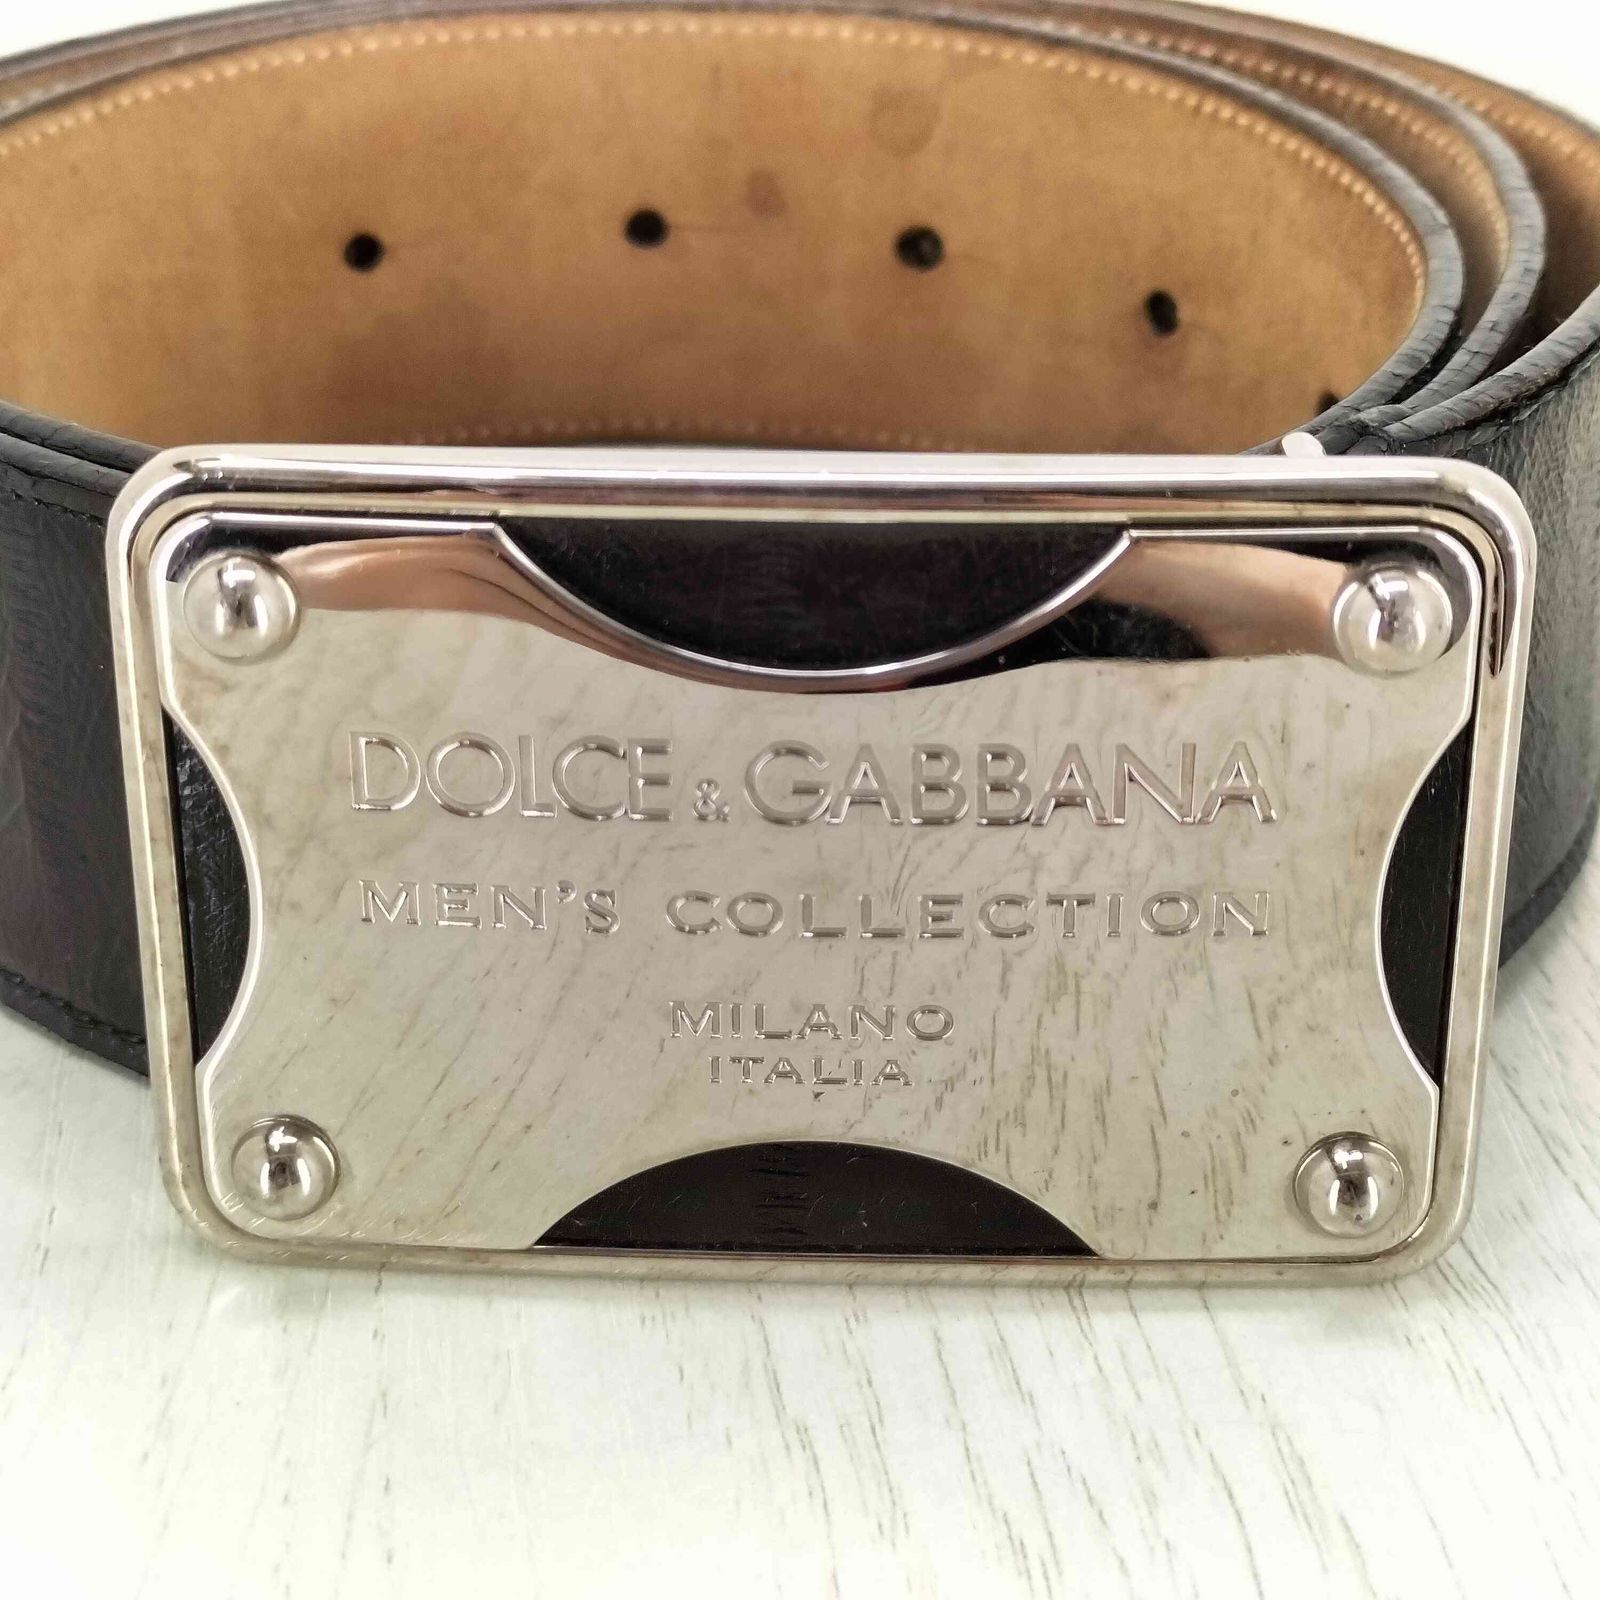 DOLCE & GABBANA
MEN'S COLLECTION
MILANO
ITALIA